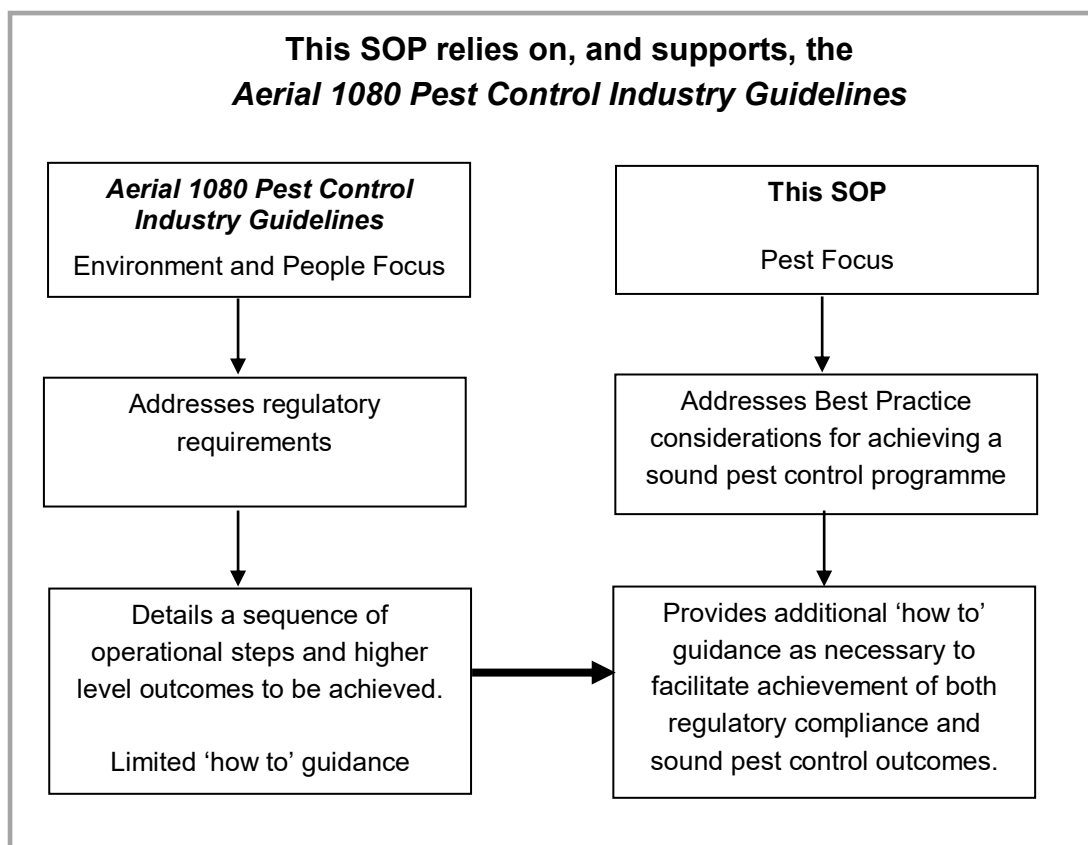 This SOP relies on, and supports, the
Aerial 1080 Pest Control Industry Guidelines
Aerial 1080 Pest Control
Industry Guidelines
Environment and People Focus
This SOP
Pest Focus
Addresses regulatory
requirements
Addresses Best Practice
considerations for achieving a
sound pest control programme
Details a sequence of
operational steps and higher
level outcomes to be achieved.
Limited ‘how to’ guidance
Provides additional ‘how to’
guidance as necessary to
facilitate achievement of both
regulatory compliance and
sound pest control outcomes.